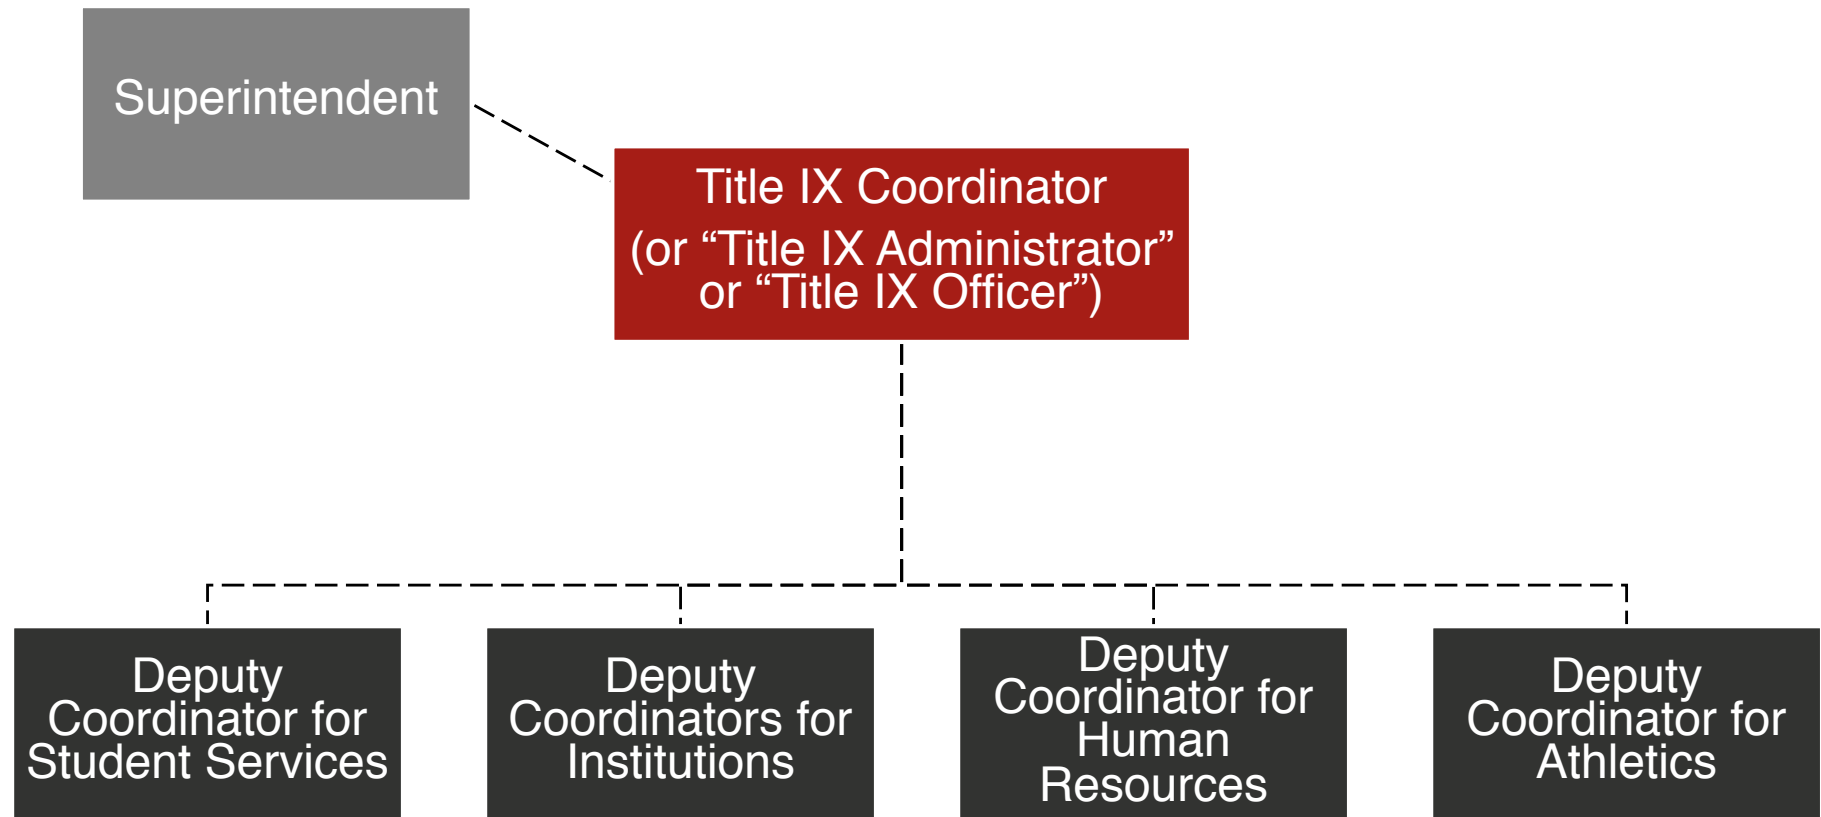 Superintendent
Title IX Coordinator
(or “Title IX Administrator”
or “Title IX Officer”)
Deputy
Coordinator for
Student Services
Deputy
Coordinators for
Institutions
Deputy
Coordinator for
Human
Resources
Deputy
Coordinator for
Athletics